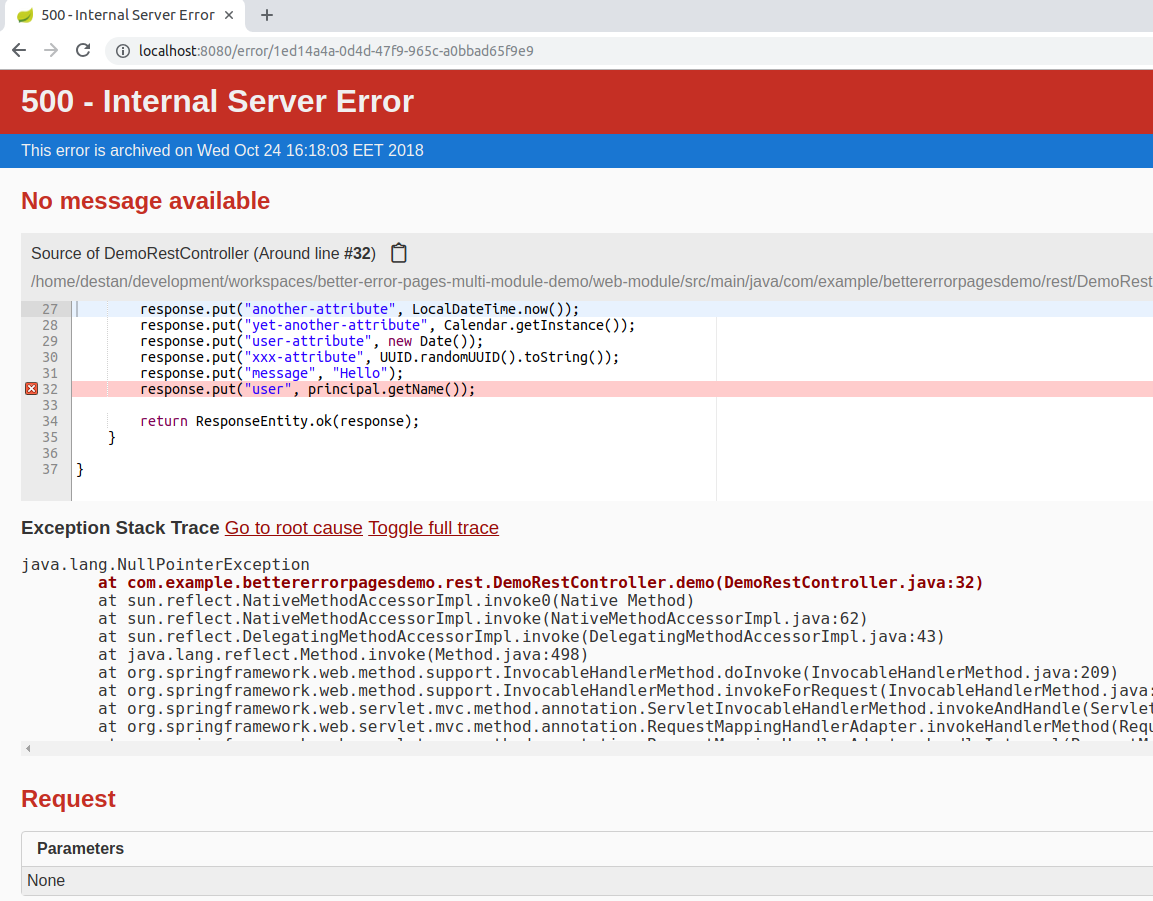 500 - Internal Server Error
localhost:8080/error/1ed14a4a-0d4d-47f9-965c-a0bbad65f9e9
500 - Internal Server Error
This error is archived on Wed Oct 24 16:18:03 EET 2018
No message available
Source of DemoRestController (Around line #32)
/home/destan/development/workspaces/better-error-pages-multi-module-demo/web-module/src/main/java/com/example/bettererrorpagesdemo/rest/DemoRest
27 response.put("another-attribute", LocalDateTime.now());
28 response.put("yet-another-attribute", Calendar.getInstance());
29 response.put("user-attribute", new Date());
30 response.put("xxx-attribute", UUID.randomUUID().toString());
31 response.put("message", "Hello");
32 response.put("user", principal.getName());
33
34 return ResponseEntity.ok(response);
35 }
36
37 }
Exception Stack Trace Go to root cause Toggle full trace
java.lang.NullPointerException
at com.example.bettererrorpagesdemo.rest.DemoRestController.demo(DemoRestController.java:32)
at sun.reflect.NativeMethodAccessorImpl.invoke0(Native Method)
at sun.reflect.NativeMethodAccessorImpl.invoke(NativeMethodAccessorImpl.java:62)
at sun.reflect.DelegatingMethodAccessorImpl.invoke(DelegatingMethodAccessorImpl.java:43)
at java.lang.reflect.Method.invoke(Method.java:498)
at org.springframework.web.method.support.InvocableHandlerMethod.doInvoke(InvocableHandlerMethod.java:209)
at org.springframework.web.method.support.InvocableHandlerMethod.invokeForRequest(InvocableHandlerMethod.java:
at org.springframework.web.servlet.mvc.method.annotation.ServletInvocableHandlerMethod.invokeAndHandle(Servlet
at org.springframework.web.servlet.mvc.method.annotation.RequestMappingHandlerAdapter.invokeHandlerMethod(Requ
Request
Parameters
None